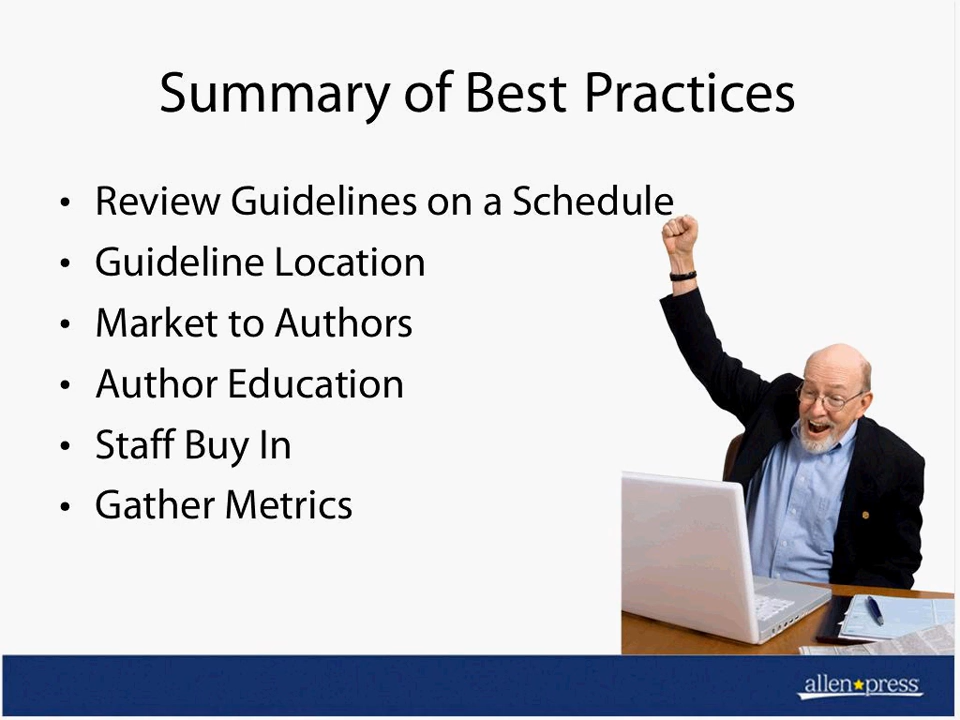 Summary of Best Practices
• Review Guidelines on a Schedule
• Guideline Location
• Market to Authors
• Author Education
• Staff Buy In
• Gather Metrics
allen★press